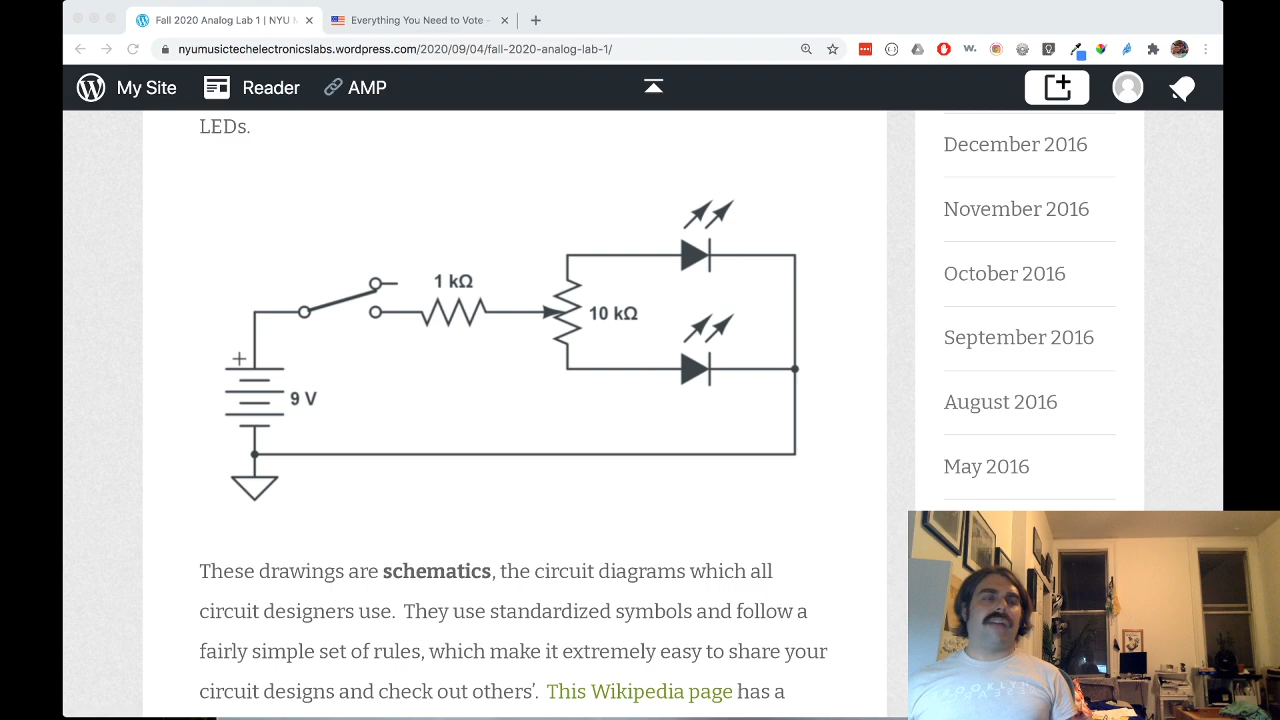 Fall 2020 Analog Lab 1 | NYU M
Everything You Need to Vote -
nyumusictechelectronicslabs.wordpress.com/2020/09/04/fall-2020-analog-lab-1/
My Site
Reader
AMP
LEDs.
1 kΩ
10 kΩ
+
9 V
These drawings are schematics, the circuit diagrams which all
circuit designers use. They use standardized symbols and follow a
fairly simple set of rules, which make it extremely easy to share your
circuit designs and check out others’. This Wikipedia page has a
December 2016
November 2016
October 2016
September 2016
August 2016
May 2016